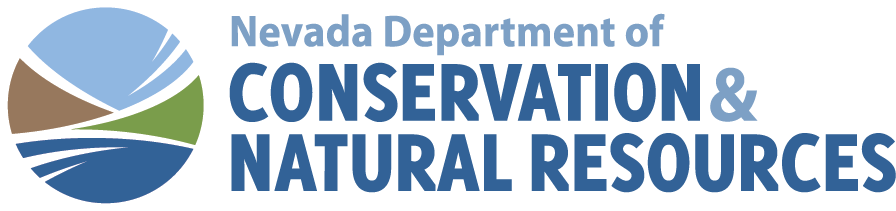 Nevada Department of
CONSERVATION &
NATURAL RESOURCES